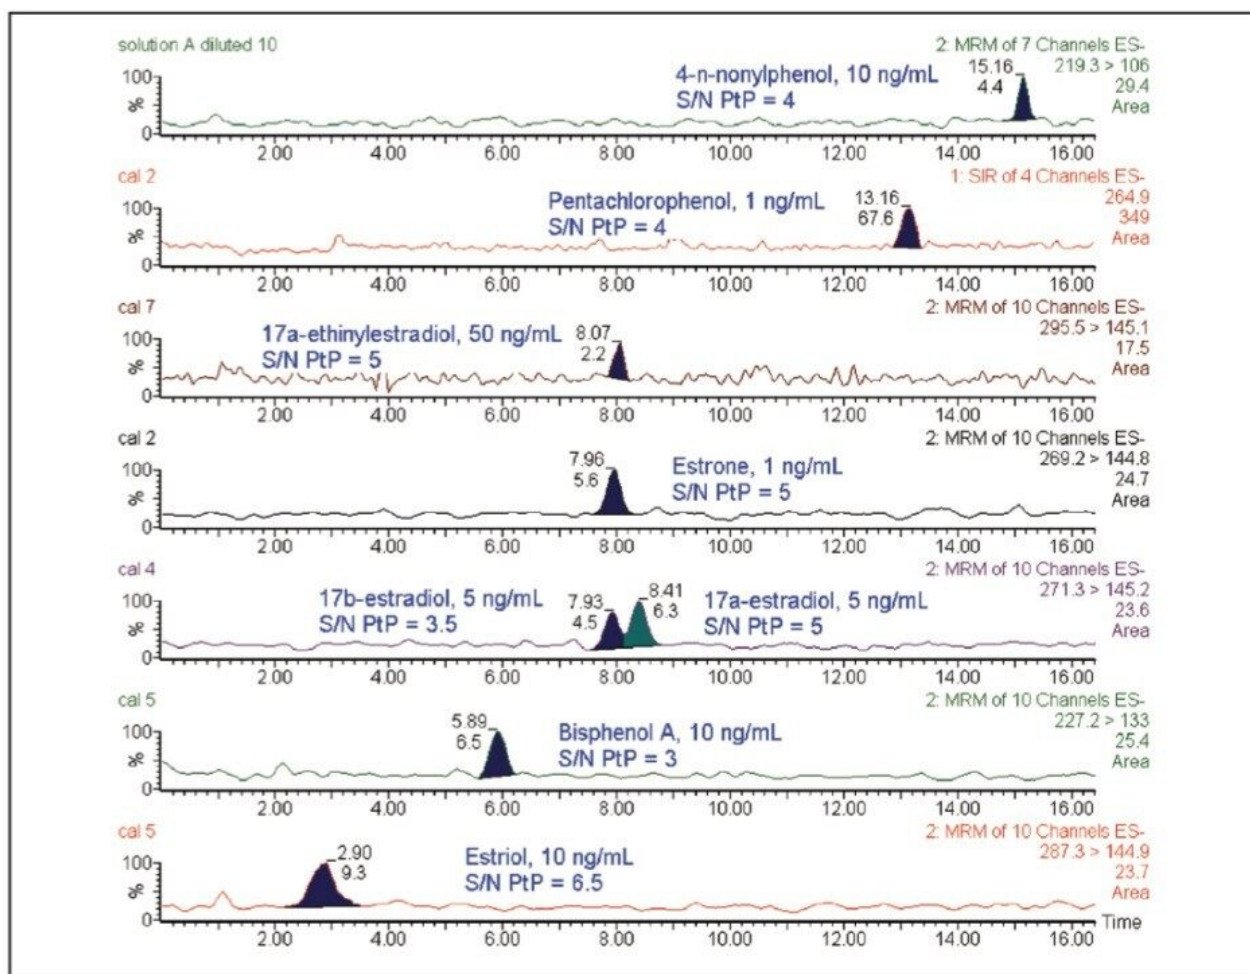 solution A diluted 10
2: MRM of 7 Channels ES-
219.3 > 106
29.4
Area
4-n-nonylphenol, 10 ng/mL
S/N PtP = 4
15.16
4.4
100
%
0
2.00 4.00 6.00 8.00 10.00 12.00 14.00 16.00
cal 2
1: SIR of 4 Channels ES-
264.9
349
Area
Pentachlorophenol, 1 ng/mL
S/N PtP = 4
13.16
67.6
100
%
0
2.00 4.00 6.00 8.00 10.00 12.00 14.00 16.00
cal 7
2: MRM of 10 Channels ES-
295.5 > 145.1
17.5
Area
17a-ethinylestradiol, 50 ng/mL
S/N PtP = 5
8.07
2.2
100
%
0
2.00 4.00 6.00 8.00 10.00 12.00 14.00 16.00
cal 2
2: MRM of 10 Channels ES-
269.2 > 144.8
24.7
Area
7.96
5.6
Estrone, 1 ng/mL
S/N PtP = 5
100
%
0
2.00 4.00 6.00 8.00 10.00 12.00 14.00 16.00
cal 4
2: MRM of 10 Channels ES-
271.3 > 145.2
23.6
Area
17b-estradiol, 5 ng/mL
S/N PtP = 3.5
7.93
4.5
8.41
6.3
17a-estradiol, 5 ng/mL
S/N PtP = 5
100
%
0
2.00 4.00 6.00 8.00 10.00 12.00 14.00 16.00
cal 5
2: MRM of 10 Channels ES-
227.2 > 133
25.4
Area
5.89
6.5
Bisphenol A, 10 ng/mL
S/N PtP = 3
100
%
0
2.00 4.00 6.00 8.00 10.00 12.00 14.00 16.00
cal 5
2: MRM of 10 Channels ES-
287.3 > 144.9
23.7
Area
2.90
9.3
Estriol, 10 ng/mL
S/N PtP = 6.5
100
%
0
Time
2.00 4.00 6.00 8.00 10.00 12.00 14.00 16.00